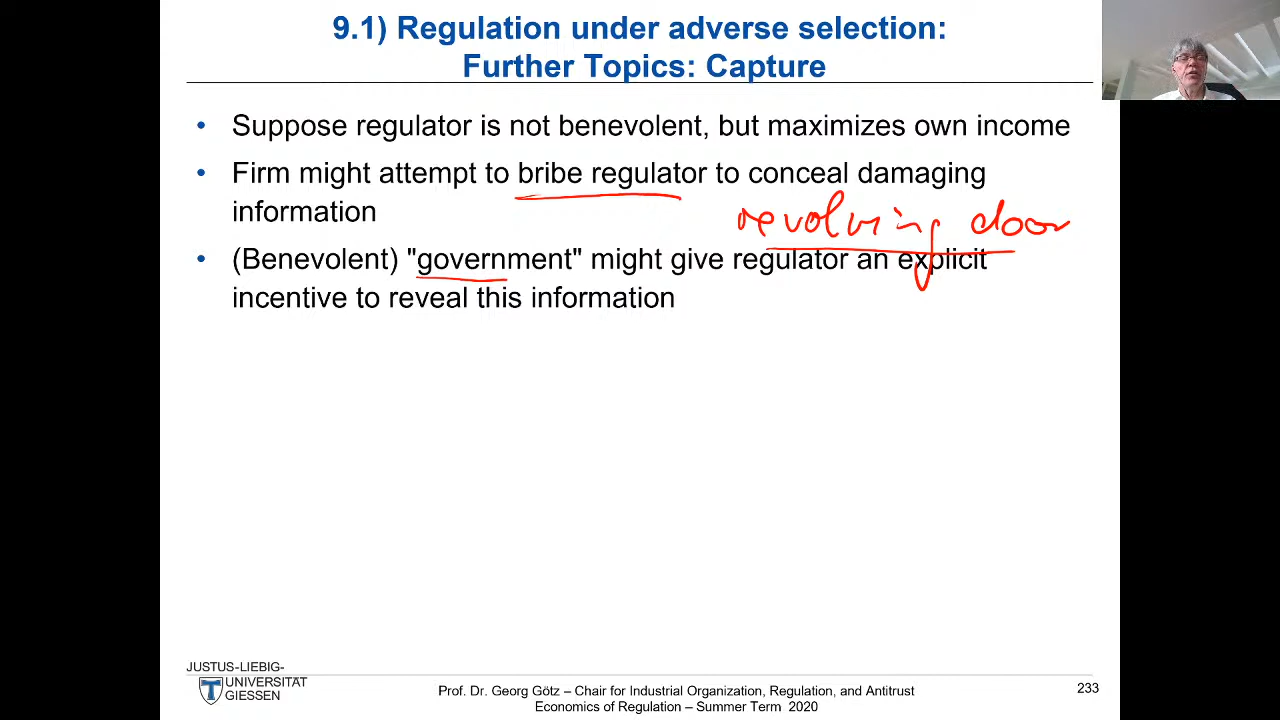 9.1) Regulation under adverse selection:
Further Topics: Capture
• Suppose regulator is not benevolent, but maximizes own income
• Firm might attempt to bribe regulator to conceal damaging
information
revolving door
• (Benevolent) "government" might give regulator an explicit
incentive to reveal this information
JUSTUS-LIEBIG-
UNIVERSITÄT
GIESSEN
Prof. Dr. Georg Götz – Chair for Industrial Organization, Regulation, and Antitrust
Economics of Regulation – Summer Term 2020
233